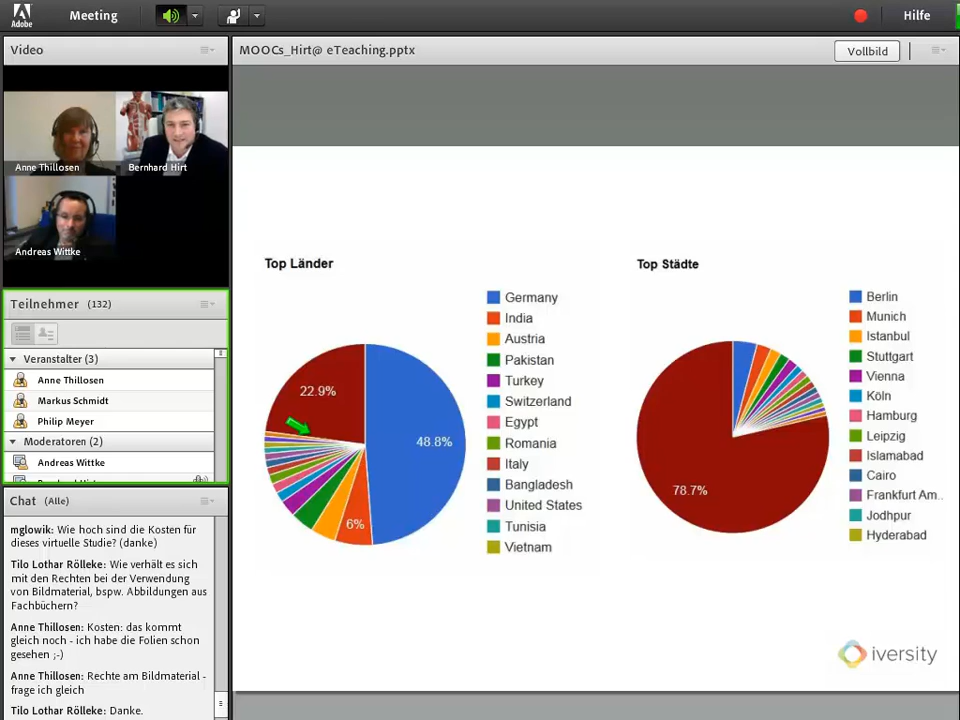 Adobe
Meeting
Hilfe
Video
Anne Thillosen
Bernhard Hirt
Andreas Wittke
Teilnehmer (132)
Veranstalter (3)
Anne Thillosen
Markus Schmidt
Philip Meyer
Moderatoren (2)
Andreas Wittke
Chat (Alle)
mglowik: Wie hoch sind die Kosten für
dieses virtuelle Studie? (danke)
Tilo Lothar Rölleke: Wie verhält es sich
mit den Rechten bei der Verwendung
von Bildmaterial, bspw. Abbildungen aus
Fachbüchern?
Anne Thillosen: Kosten: das kommt
gleich noch - ich habe die Folien schon
gesehen ;-)
Anne Thillosen: Rechte am Bildmaterial -
frage ich gleich
Tilo Lothar Rölleke: Danke.
MOOCs_Hirt@ eTeaching.pptx
Vollbild
Top Länder
22.9%
48.8%
6%
Germany
India
Austria
Pakistan
Turkey
Switzerland
Egypt
Romania
Italy
Bangladesh
United States
Tunisia
Vietnam
Top Städte
78.7%
Berlin
Munich
Istanbul
Stuttgart
Vienna
Köln
Hamburg
Leipzig
Islamabad
Cairo
Frankfurt Am..
Jodhpur
Hyderabad
iversity